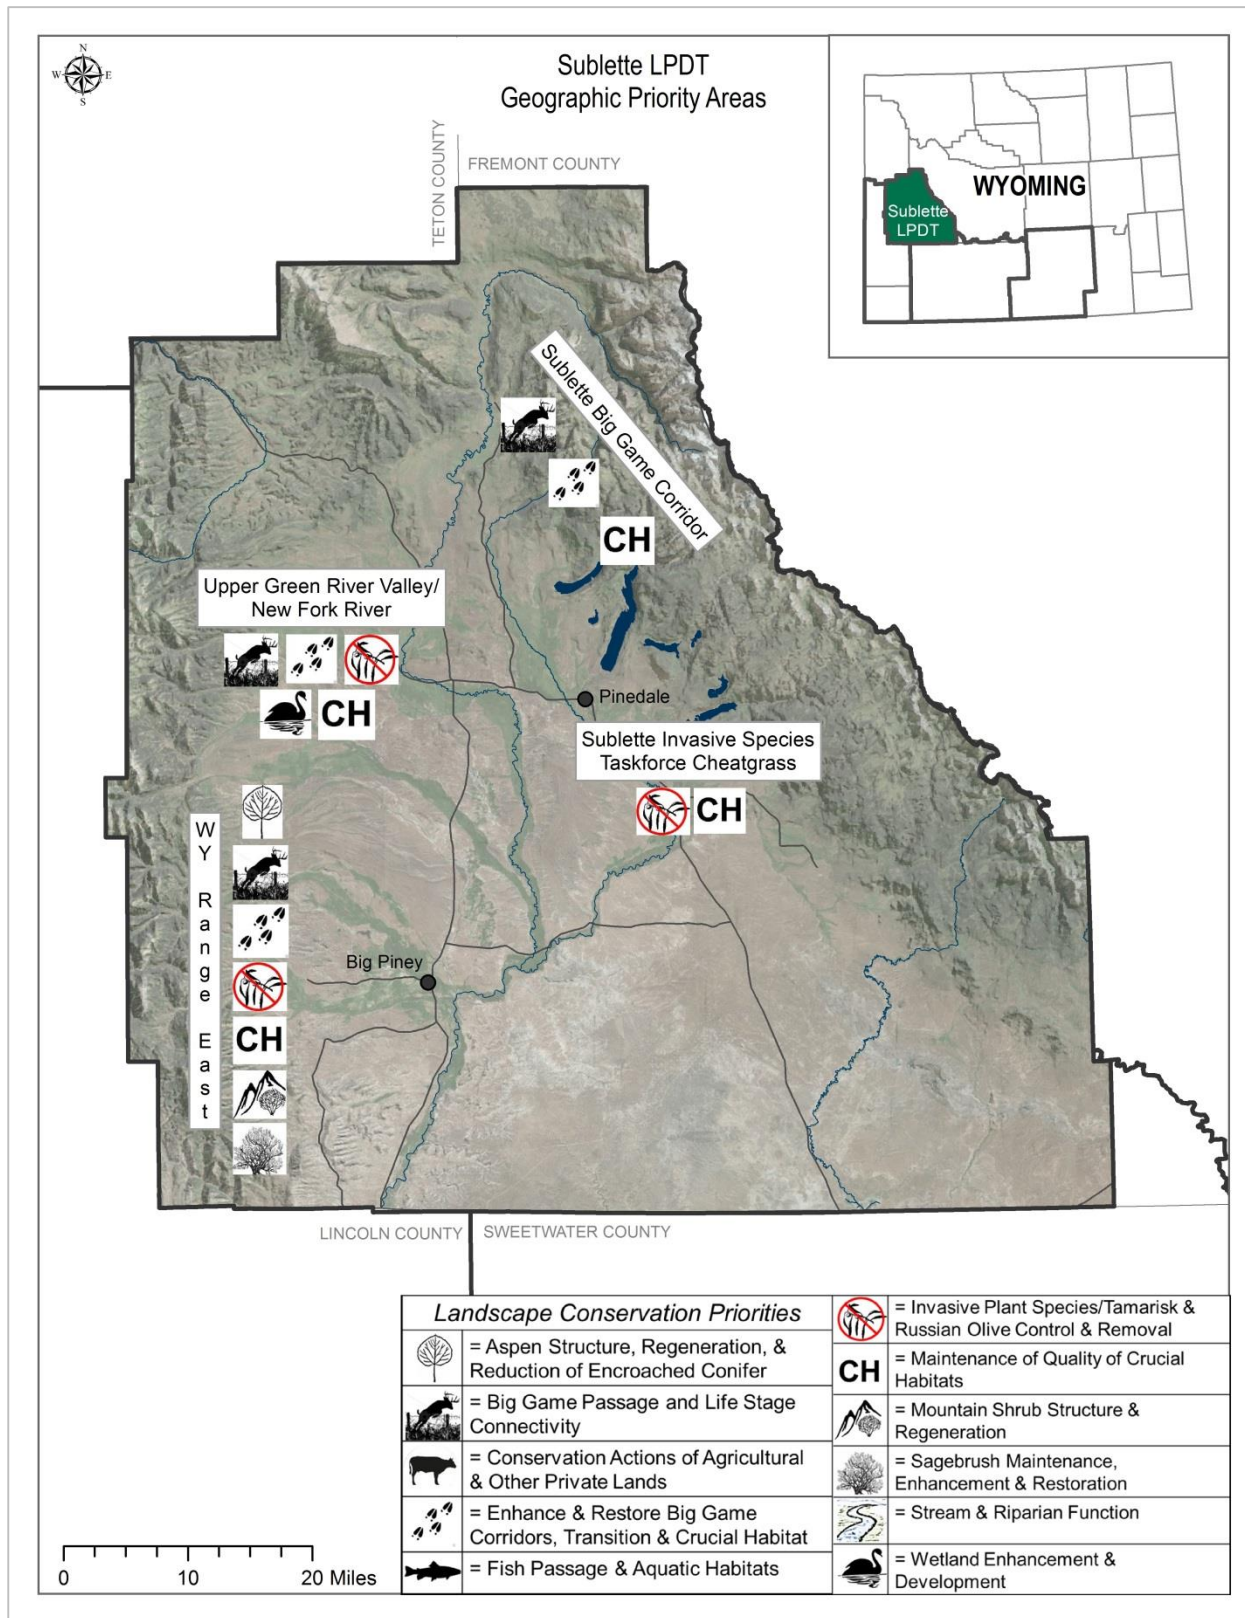 N
W E
S
Sublette LPDT
Geographic Priority Areas
TETON COUNTY
FREMONT COUNTY
WYOMING
Sublette
LPDT
Sublette Big Game Corridor
CH
Upper Green River Valley/
New Fork River
CH
Pinedale
Sublette Invasive Species
Taskforce Cheatgrass
CH
WY Range East
CH
Big Piney
LINCOLN COUNTY
SWEETWATER COUNTY
Landscape Conservation Priorities
= Aspen Structure, Regeneration, &
Reduction of Encroached Conifer
= Big Game Passage and Life Stage
Connectivity
= Conservation Actions of Agricultural
& Other Private Lands
= Enhance & Restore Big Game
Corridors, Transition & Crucial Habitat
= Fish Passage & Aquatic Habitats
= Invasive Plant Species/Tamarisk &
Russian Olive Control & Removal
CH
= Maintenance of Quality of Crucial
Habitats
= Mountain Shrub Structure &
Regeneration
= Sagebrush Maintenance,
Enhancement & Restoration
= Stream & Riparian Function
= Wetland Enhancement &
Development
0 10 20 Miles